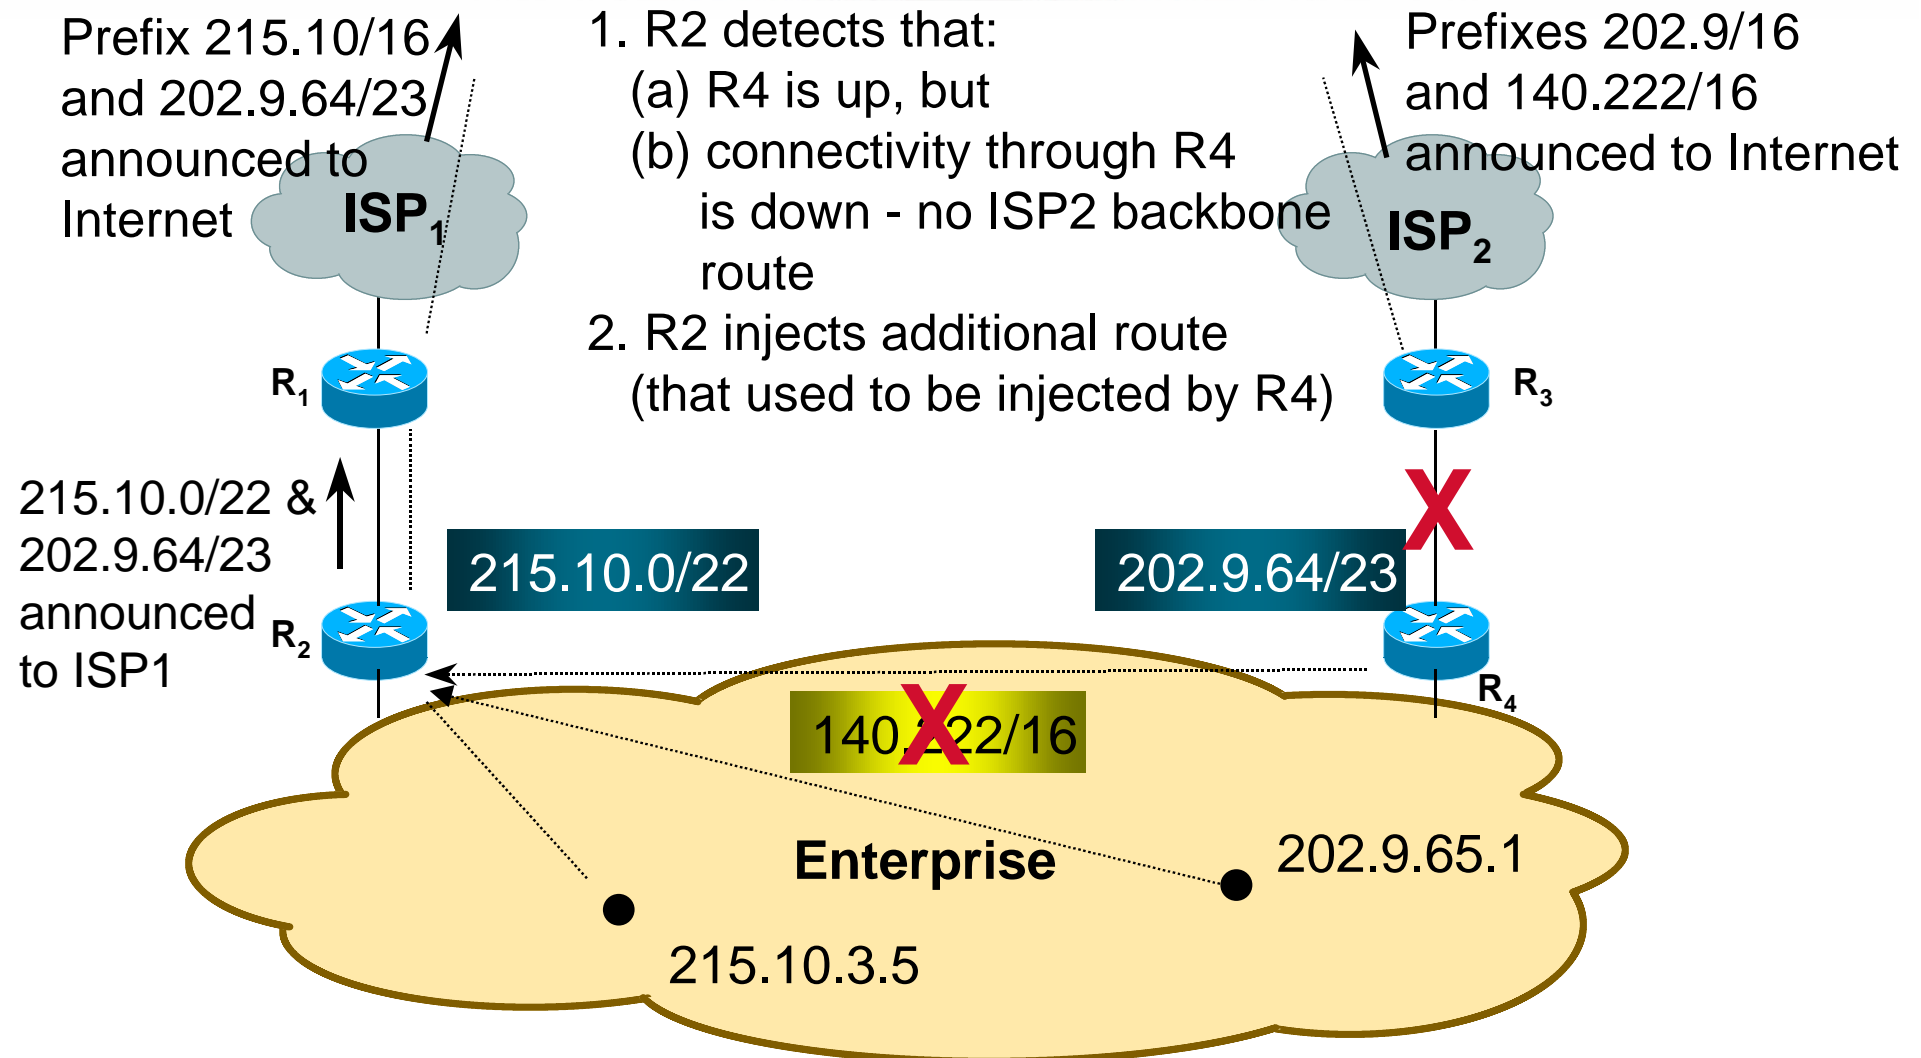 Prefix 215.10/16
and 202.9.64/23
announced to
Internet
1. R2 detects that:
(a) R4 is up, but
(b) connectivity through R4
is down - no ISP2 backbone
route
2. R2 injects additional route
(that used to be injected by R4)
Prefixes 202.9/16
and 140.222/16
announced to Internet
ISP1
ISP2
R1
R3
215.10.0/22 &
202.9.64/23
announced
to ISP1
X
215.10.0/22
202.9.64/23
R2
R4
140.222/16
X
Enterprise
202.9.65.1
215.10.3.5